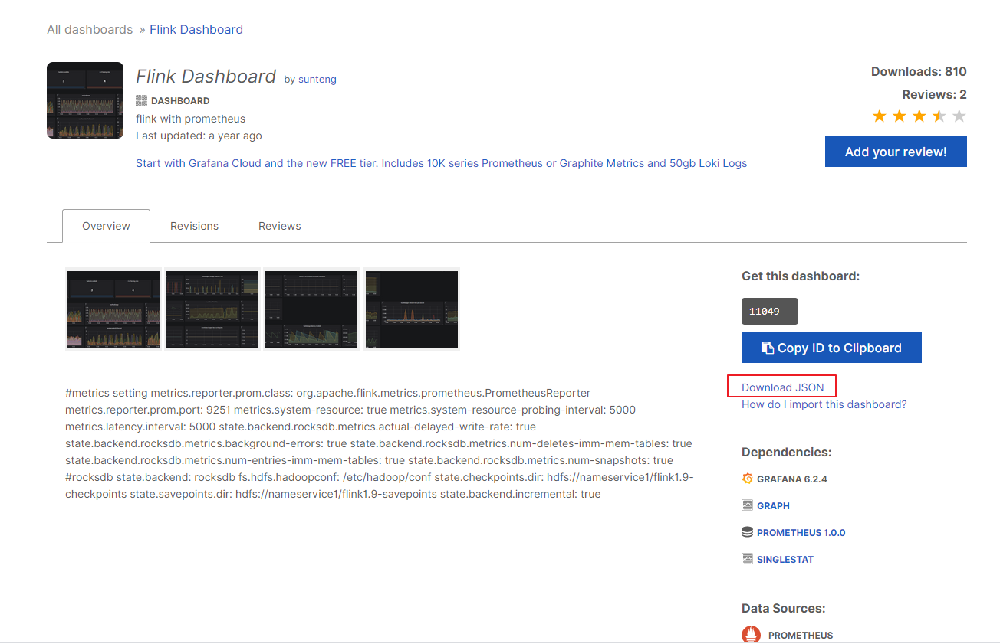 All dashboards » Flink Dashboard
Flink Dashboard by sunteng
DASHBOARD
flink with prometheus
Last updated: a year ago
Start with Grafana Cloud and the new FREE tier. Includes 10K series Prometheus or Graphite Metrics and 50gb Loki Logs
Downloads: 810
Reviews: 2
Add your review!
Overview
Revisions
Reviews
#metrics setting metrics.reporter.prom.class: org.apache.flink.metrics.prometheus.PrometheusReporter
metrics.reporter.prom.port: 9251 metrics.system-resource: true metrics.system-resource-probing-interval: 5000
metrics.latency.interval: 5000 state.backend.rocksdb.metrics.actual-delayed-write-rate: true
state.backend.rocksdb.metrics.background-errors: true state.backend.rocksdb.metrics.num-deletes-imm-mem-tables: true
state.backend.rocksdb.metrics.num-entries-imm-mem-tables: true state.backend.rocksdb.metrics.num-snapshots: true
#rocksdb state.backend: rocksdb fs.hdfs.hadoopconf: /etc/hadoop/conf state.checkpoints.dir: hdfs://nameservice1/flink1.9-
checkpoints state.savepoints.dir: hdfs://nameservice1/flink1.9-savepoints state.backend.incremental: true
Get this dashboard:
11049
Copy ID to Clipboard
Download JSON
How do I import this dashboard?
Dependencies:
GRAFANA 6.2.4
GRAPH
PROMETHEUS 1.0.0
SINGLESTAT
Data Sources:
PROMETHEUS